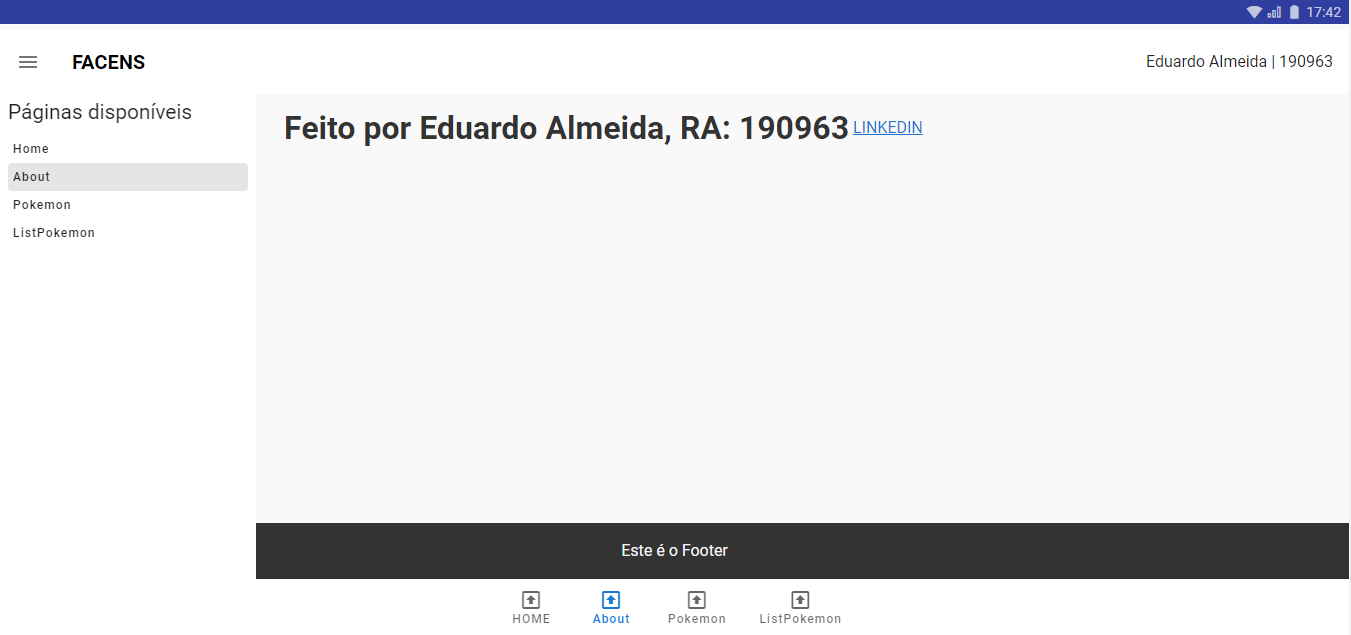 17:42
FACENS
Eduardo Almeida | 190963
Páginas disponíveis
Home
About
Pokemon
ListPokemon
Feito por Eduardo Almeida, RA: 190963 LINKEDIN
Este é o Footer
HOME
About
Pokemon
ListPokemon